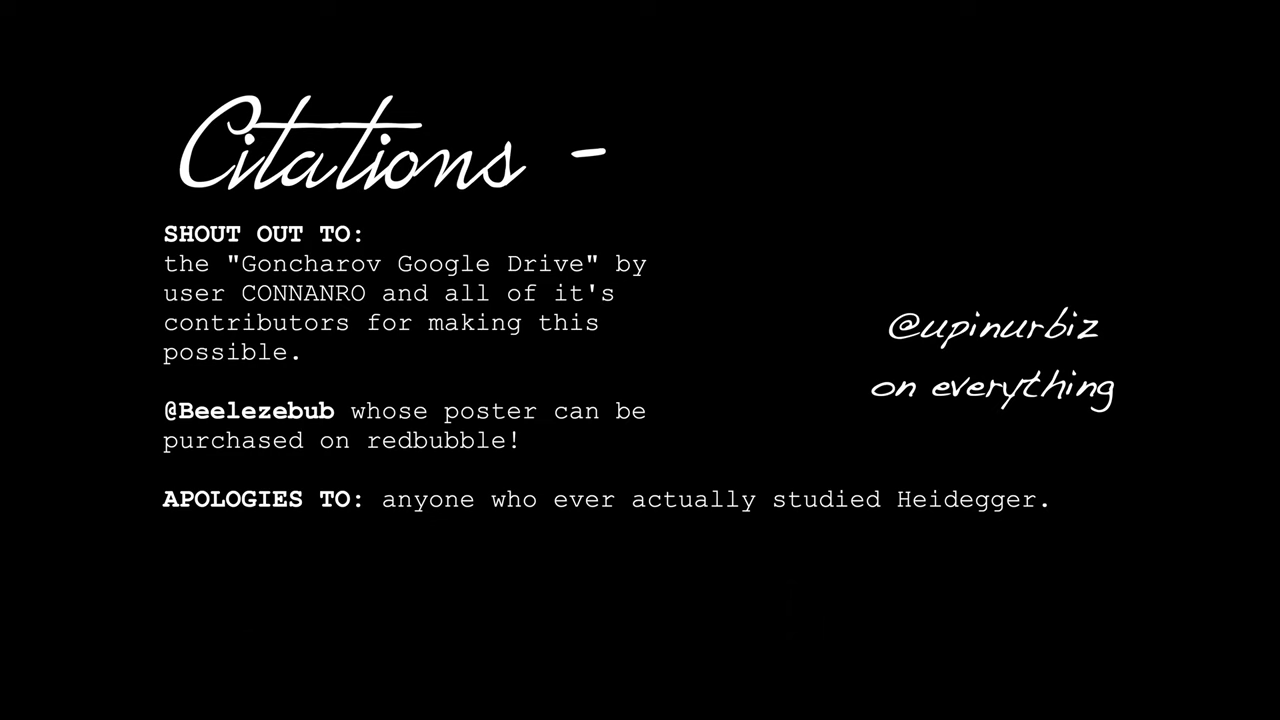 Citations -
SHOUT OUT TO:
the "Goncharov Google Drive" by
user CONNANRO and all of it's
contributors for making this
possible.
@Beelezebub whose poster can be
purchased on redbubble!
APOLOGIES TO: anyone who ever actually studied Heidegger.
@upinurbiz
on everything